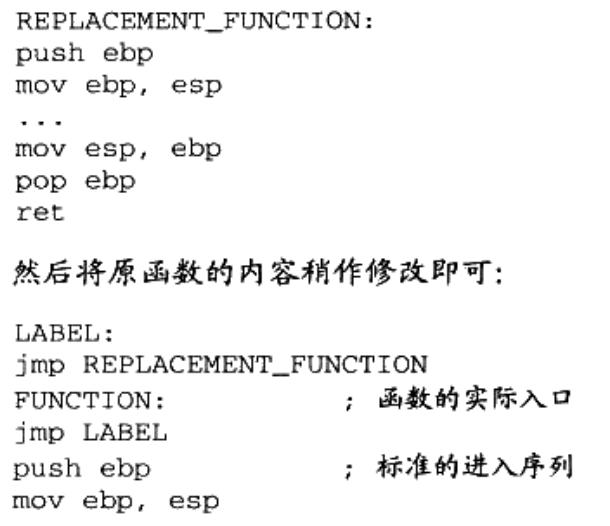 REPLACEMENT_FUNCTION:
push ebp
mov ebp, esp
...
mov esp, ebp
pop ebp
ret
然后将原函数的内容稍作修改即可:
LABEL:
jmp REPLACEMENT_FUNCTION
FUNCTION: ; 函数的实际入口
jmp LABEL
push ebp ; 标准的进入序列
mov ebp, esp